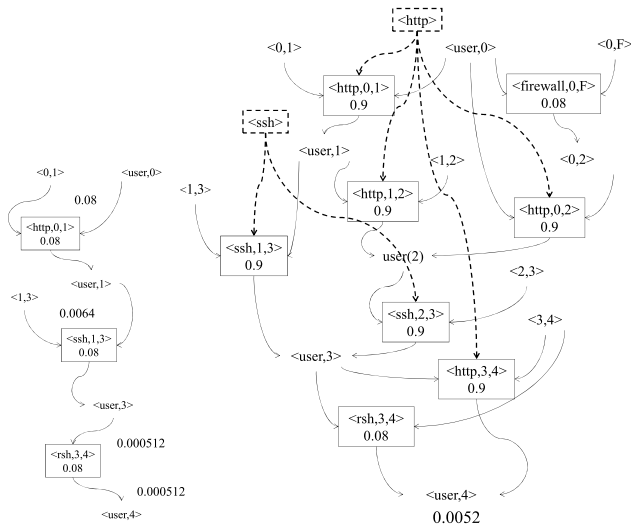 <http>
<0,1>
<user,0>
<0,F>
<http,0,1>
0.9
<firewall,0,F>
0.08
<ssh>
<user,1>
<1,2>
<0,2>
<0,1>
0.08
<user,0>
<1,3>
<http,1,2>
0.9
<http,0,2>
0.9
<http,0,1>
0.08
<ssh,1,3>
0.9
user(2)
<user,1>
<2,3>
<1,3>
0.0064
<ssh,2,3>
0.9
<3,4>
<ssh,1,3>
0.08
<user,3>
<http,3,4>
0.9
<user,3>
<rsh,3,4>
0.08
0.000512
<rsh,3,4>
0.08
0.000512
<user,4>
<user,4>
0.0052